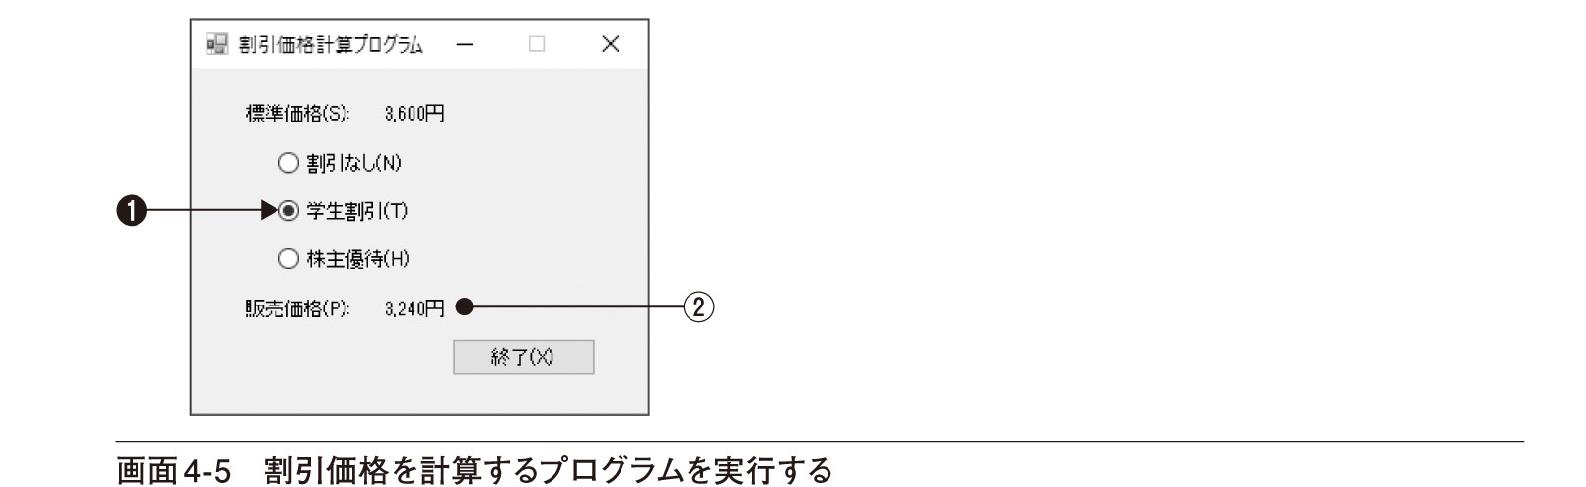 割引価格計算プログラム
標準価格(S): 3,600円
割引なし(N)
❶ 学生割引(T)
株主優待(H)
販売価格(P): 3,240円 ②
終了(X)
画面4-5 割引価格を計算するプログラムを実行する